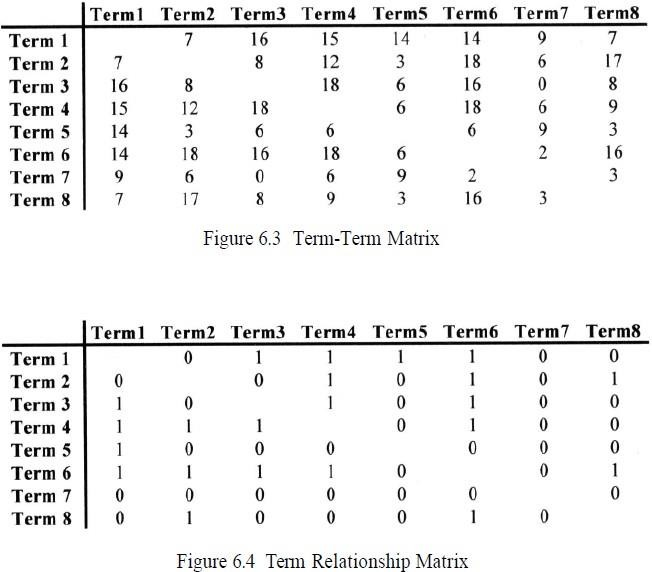 Term1 Term2 Term3 Term4 Term5 Term6 Term7 Term8
Term 1 7 16 15 14 14 9 7
Term 2 7 8 12 3 18 6 17
Term 3 16 8 18 6 16 0 8
Term 4 15 12 18 6 18 6 9
Term 5 14 3 6 6 6 9 3
Term 6 14 18 16 18 6 2 16
Term 7 9 6 0 6 9 2 3
Term 8 7 17 8 9 3 16 3
Figure 6.3 Term-Term Matrix
Term1 Term2 Term3 Term4 Term5 Term6 Term7 Term8
Term 1 0 1 1 1 1 0 0
Term 2 0 0 1 0 1 0 1
Term 3 1 0 1 0 1 0 0
Term 4 1 1 1 0 1 0 0
Term 5 1 0 0 0 0 0 0
Term 6 1 1 1 1 0 0 1
Term 7 0 0 0 0 0 0 0
Term 8 0 1 0 0 0 1 0
Figure 6.4 Term Relationship Matrix